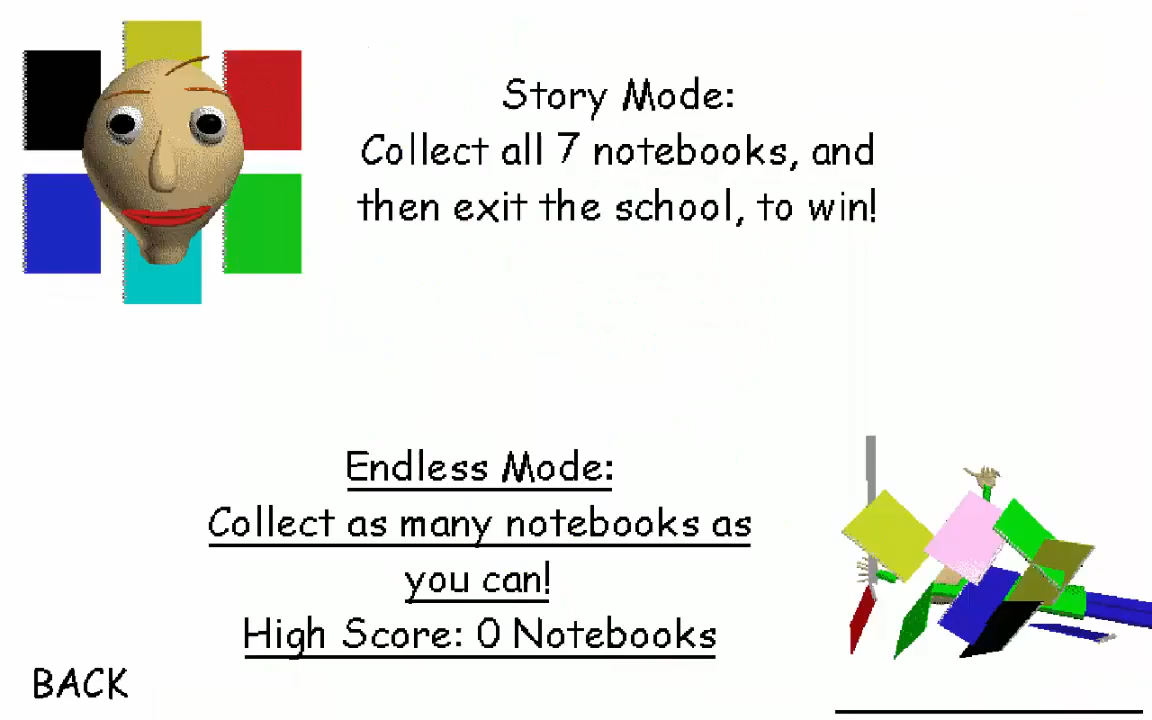 Story Mode:
Collect all 7 notebooks, and
then exit the school, to win!
Endless Mode:
Collect as many notebooks as
you can!
High Score: 0 Notebooks
BACK